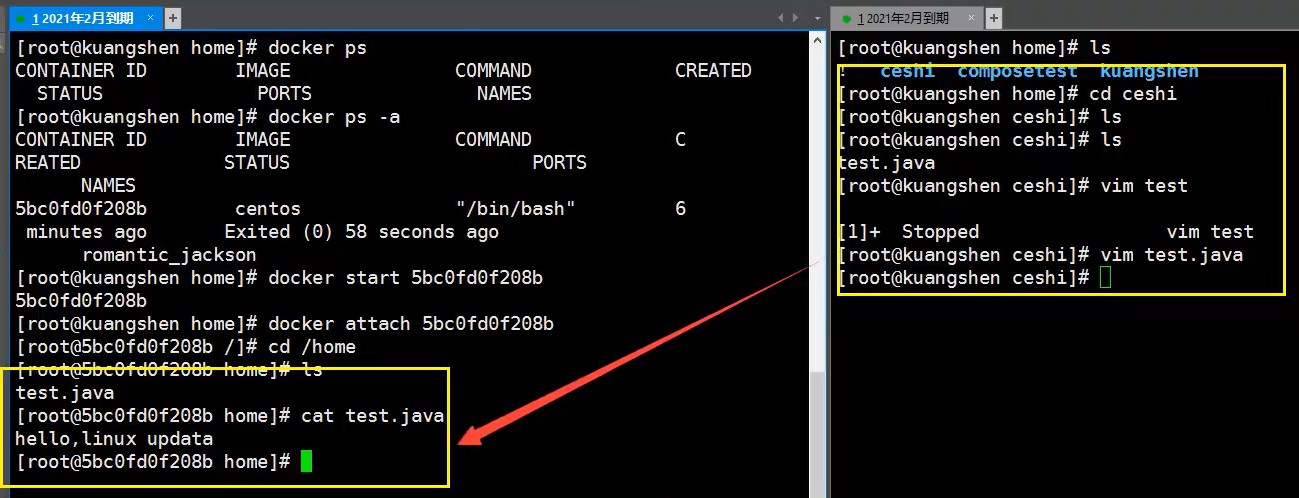 1 2021年2月到期 × +
[root@kuangshen home]# docker ps
CONTAINER ID IMAGE COMMAND CREATED
STATUS PORTS NAMES
[root@kuangshen home]# docker ps -a
CONTAINER ID IMAGE COMMAND C
REATED STATUS PORTS
NAMES
5bc0fd0f208b centos "/bin/bash" 6
minutes ago Exited (0) 58 seconds ago
romantic_jackson
[root@kuangshen home]# docker start 5bc0fd0f208b
5bc0fd0f208b
[root@kuangshen home]# docker attach 5bc0fd0f208b
[root@5bc0fd0f208b /]# cd /home
[root@5bc0fd0f208b home]# ls
test.java
[root@5bc0fd0f208b home]# cat test.java
hello,linux updata
[root@5bc0fd0f208b home]#
1 2021年2月到期 × +
[root@kuangshen home]# ls
! ceshi composetest kuangshen
[root@kuangshen home]# cd ceshi
[root@kuangshen ceshi]# ls
[root@kuangshen ceshi]# ls
test.java
[root@kuangshen ceshi]# vim test
[1]+ Stopped vim test
[root@kuangshen ceshi]# vim test.java
[root@kuangshen ceshi]#